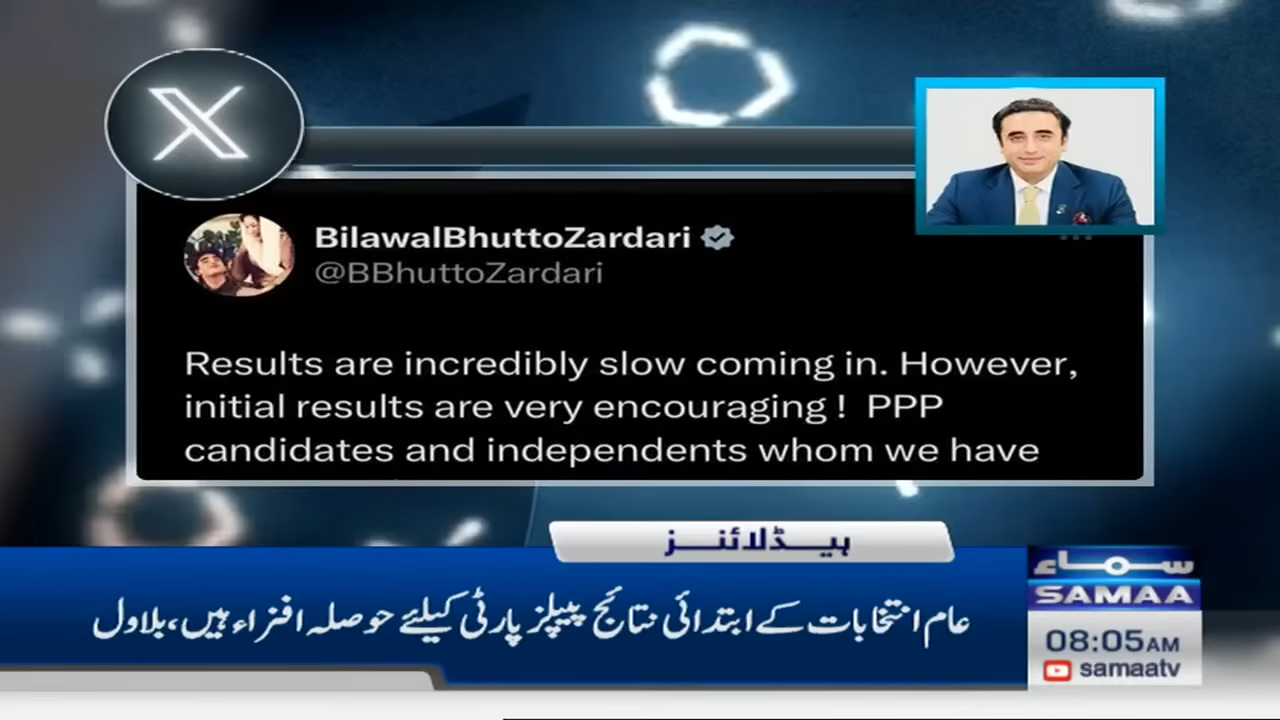 BilawalBhuttoZardari
@BBhuttoZardari
Results are incredibly slow coming in. However,
initial results are very encouraging ! PPP
candidates and independents whom we have
ہیڈلائنز
عام انتخابات کے ابتدائی نتائج پیپلز پارٹی کیلئے حوصلہ افزاء ہیں، بلاول
سماء
SAMAA
08:05AM
samaatv